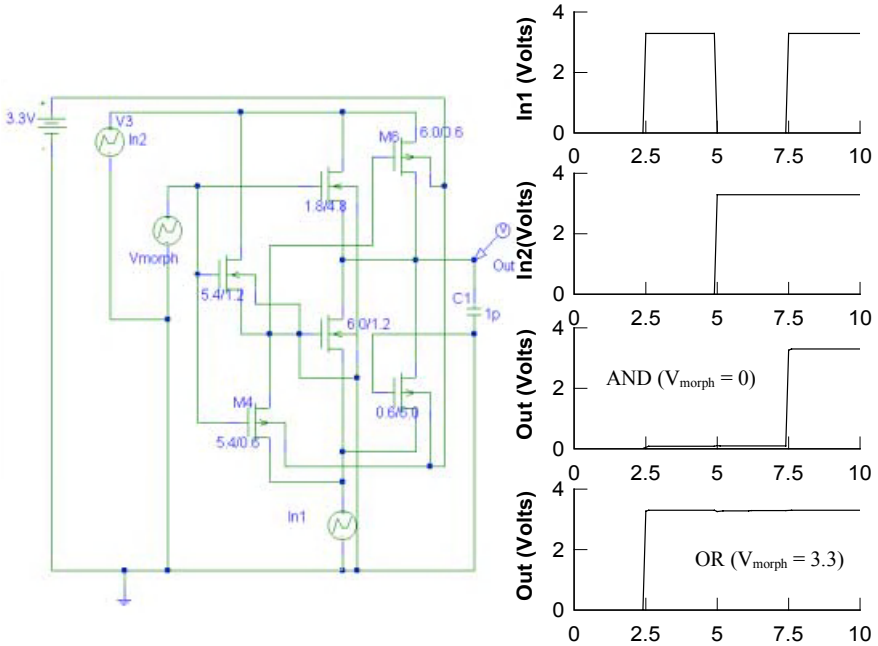 3.3V
V3
In2
M6
6.0/0.6
1.8/4.8
Vmorph
V
Out
5.4/1.2
C1
1p
6.0/1.2
M4
0.6/6.0
5.4/0.6
In1
In1 (Volts)
4
2
0
0 2.5 5 7.5 10
In2(Volts)
4
2
0
0 2.5 5 7.5 10
Out (Volts)
4
2
0
AND (Vmorph = 0)
0 2.5 5 7.5 10
Out (Volts)
4
2
0
OR (Vmorph = 3.3)
0 2.5 5 7.5 10